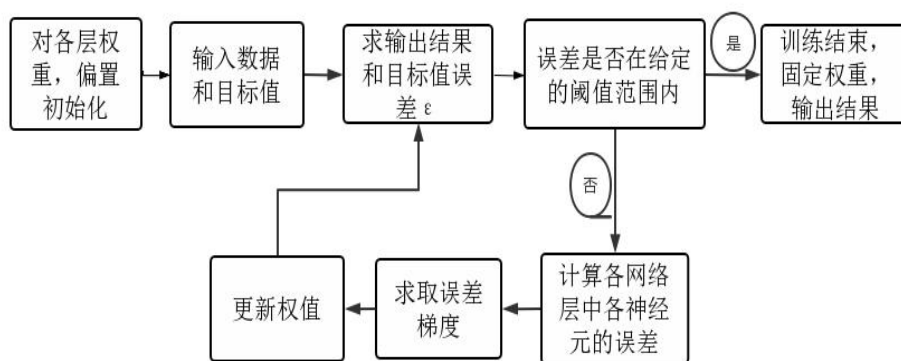 对各层权
重，偏置
初始化
输入数据
和目标值
求输出结果
和目标值误
差 ε
误差是否在给定
的阈值范围内
是
训练结束，
固定权重，
输出结果
否
计算各网络
层中各神经
元的误差
求取误差
梯度
更新权值